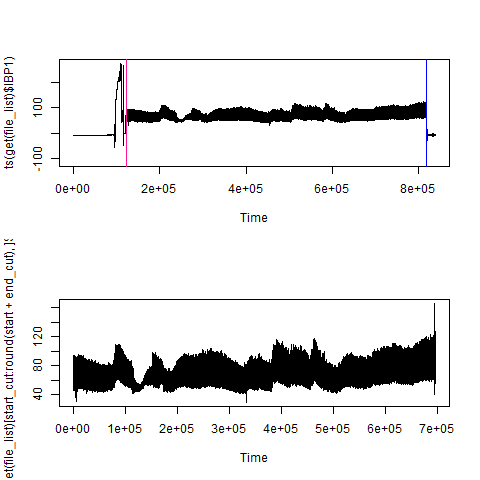 ts(get(file_list)$IBP1)
100
-100
0e+00 2e+05 4e+05 6e+05 8e+05
Time
et(file_list)[start_cut:round(start + end_cut), ]$
120
80
40
0e+00 1e+05 2e+05 3e+05 4e+05 5e+05 6e+05 7e+05
Time